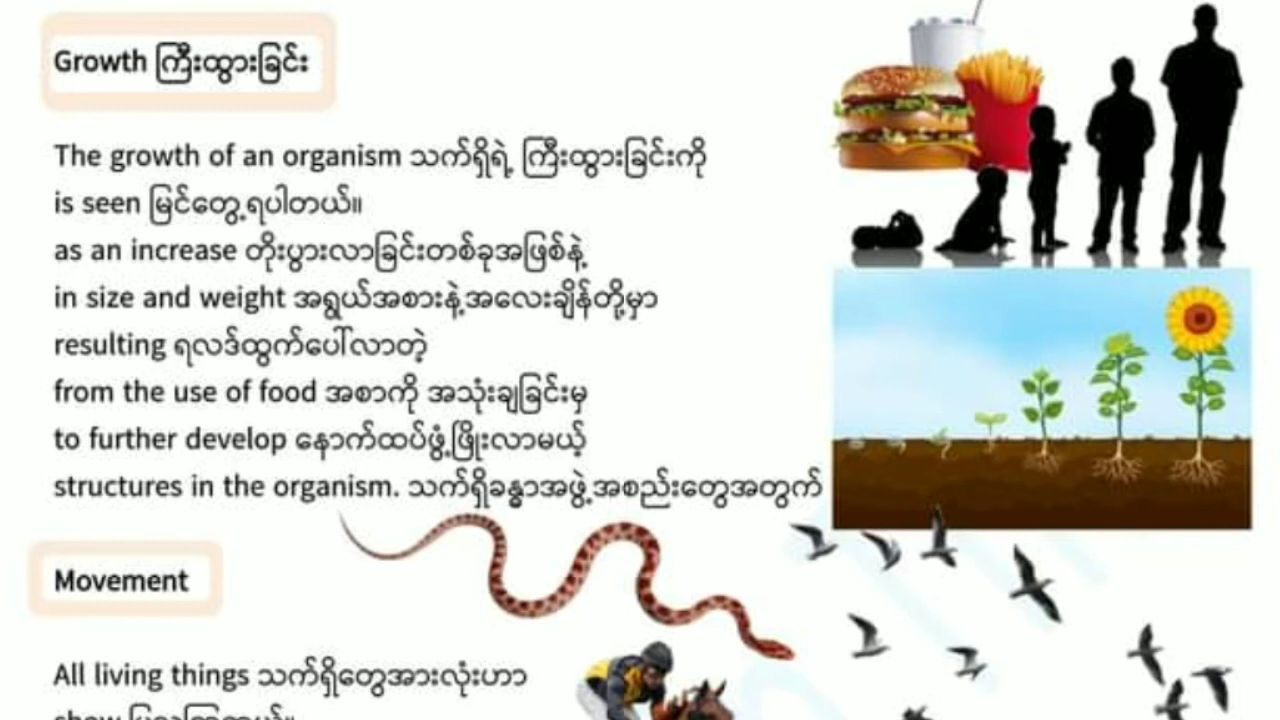 Growth ကြီးထွားခြင်း
The growth of an organism သက်ရှိရဲ့ ကြီးထွားခြင်းကို
is seen မြင်တွေ့ရပါတယ်။
as an increase တိုးပွားလာခြင်းတစ်ခုအဖြစ်နဲ့
in size and weight အရွယ်အစားနဲ့အလေးချိန်တို့မှာ
resulting ရလဒ်ထွက်ပေါ်လာတဲ့
from the use of food အစာကို အသုံးချခြင်းမှ
to further develop နောက်ထပ်ဖွံ့ဖြိုးလာမယ့်
structures in the organism. သက်ရှိခန္ဓာအဖွဲ့အစည်းတွေအတွက်
Movement
All living things သက်ရှိတွေအားလုံးဟာ
show